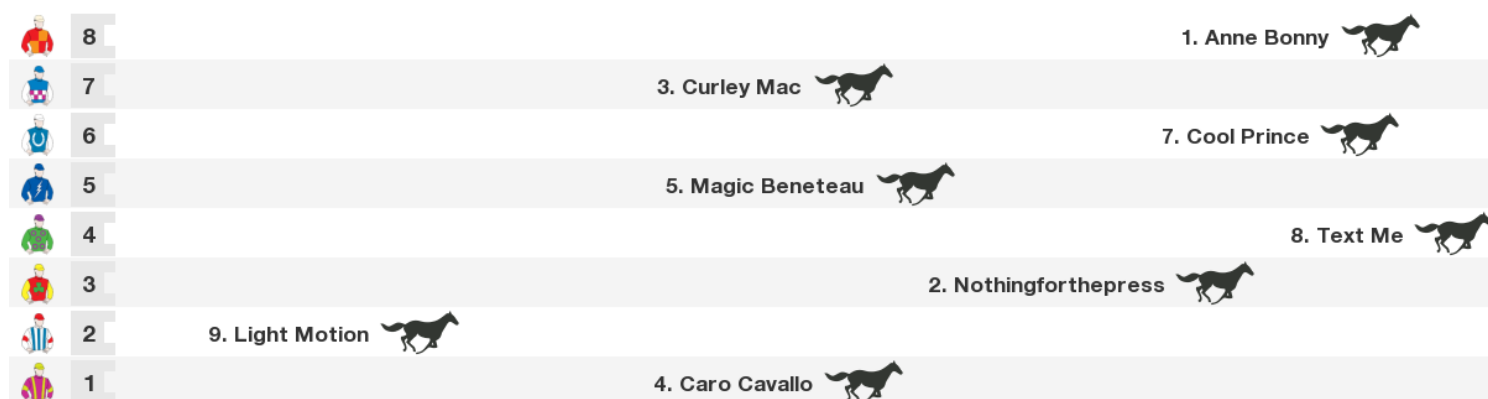 8 1. Anne Bonny
7 3. Curley Mac
6 7. Cool Prince
5 5. Magic Beneteau
4 8. Text Me
3 2. Nothingforthepress
2 9. Light Motion
1 4. Caro Cavallo